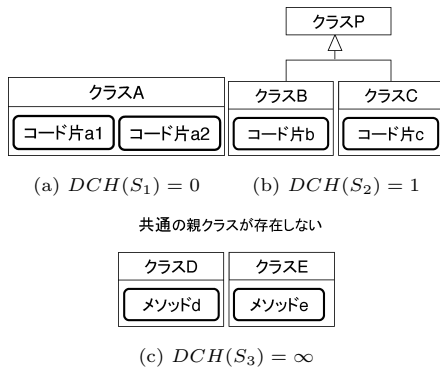 クラスP
クラスA
クラスB
クラスC
コード片a1
コード片a2
コード片b
コード片c
(a) DCH(S₁) = 0
(b) DCH(S₂) = 1
共通の親クラスが存在しない
クラスD
クラスE
メソッドd
メソッドe
(c) DCH(S₃) = ∞